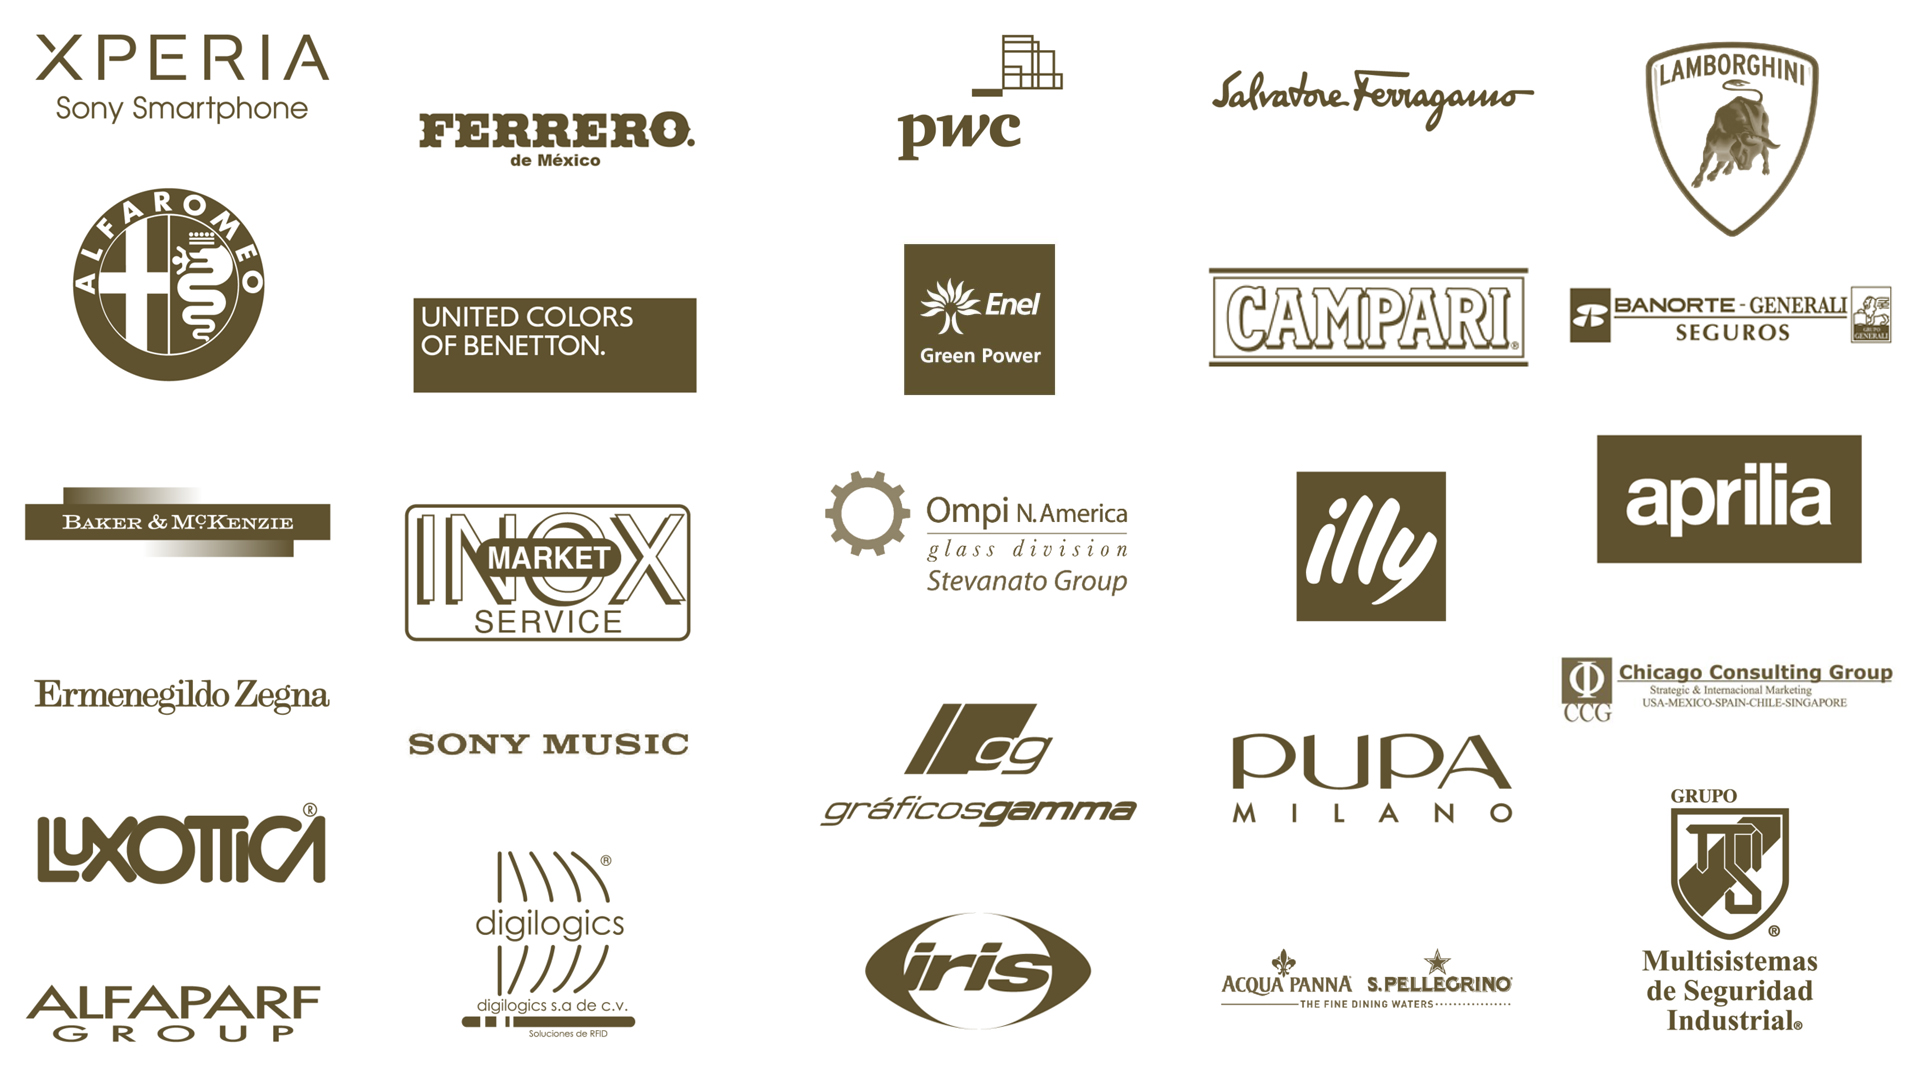 XPERIA
Sony Smartphone
ALFA ROMEO
BAKER & McKENZIE
Ermenegildo Zegna
LUXOTTICA®
ALFAPARF
GROUP
FERRERO.
de México
UNITED COLORS
OF BENETTON.
INOX
MARKET
SERVICE
SONY MUSIC
®
digilogics
digilogics s.a de c.v.
Soluciones de RFID
pwc
Enel
Green Power
Ompi N. America
glass division
Stevanato Group
gg
gráficosgamma
iris
Salvatore Ferragamo
CAMPARI®
illy
PUPA
MILANO
ACQUA PANNA® S.PELLEGRINO®
THE FINE DINING WATERS
LAMBORGHINI
BANORTE - GENERALI
SEGUROS
GRUPO
GENERALI
aprilia
Chicago Consulting Group
Strategic & Internacional Marketing
USA-MEXICO-SPAIN-CHILE-SINGAPORE
CCG
GRUPO
®
Multisistemas
de Seguridad
Industrial®